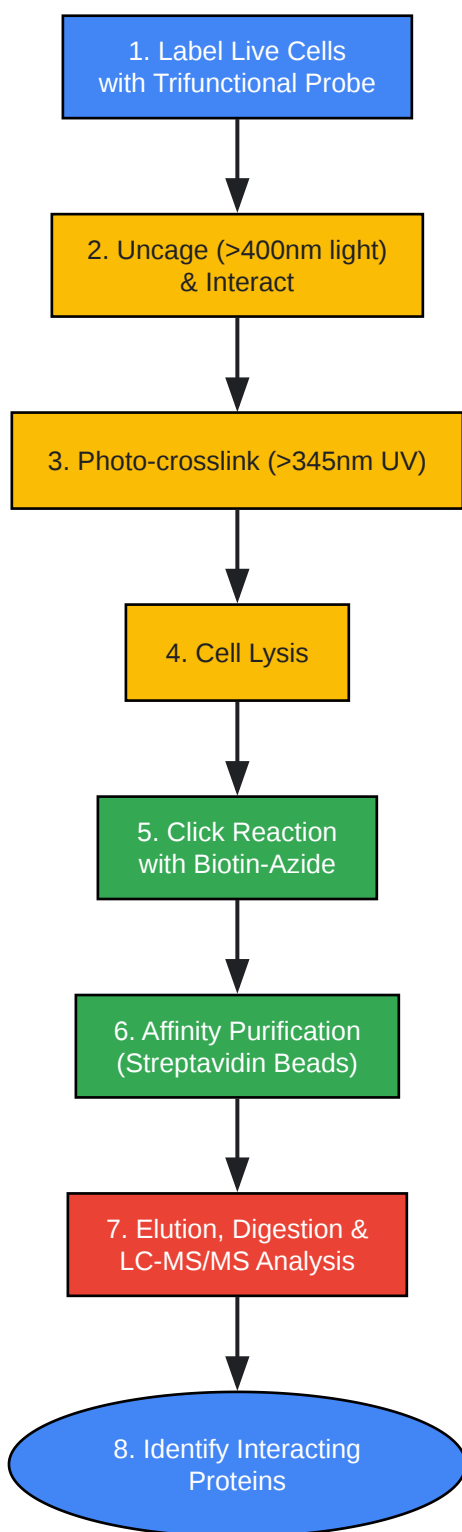 1. Label Live Cells
with Trifunctional Probe
2. Uncage (>400nm light)
& Interact
3. Photo-crosslink (>345nm UV)
4. Cell Lysis
5. Click Reaction
with Biotin-Azide
6. Affinity Purification
(Streptavidin Beads)
7. Elution, Digestion &
LC-MS/MS Analysis
8. Identify Interacting
Proteins